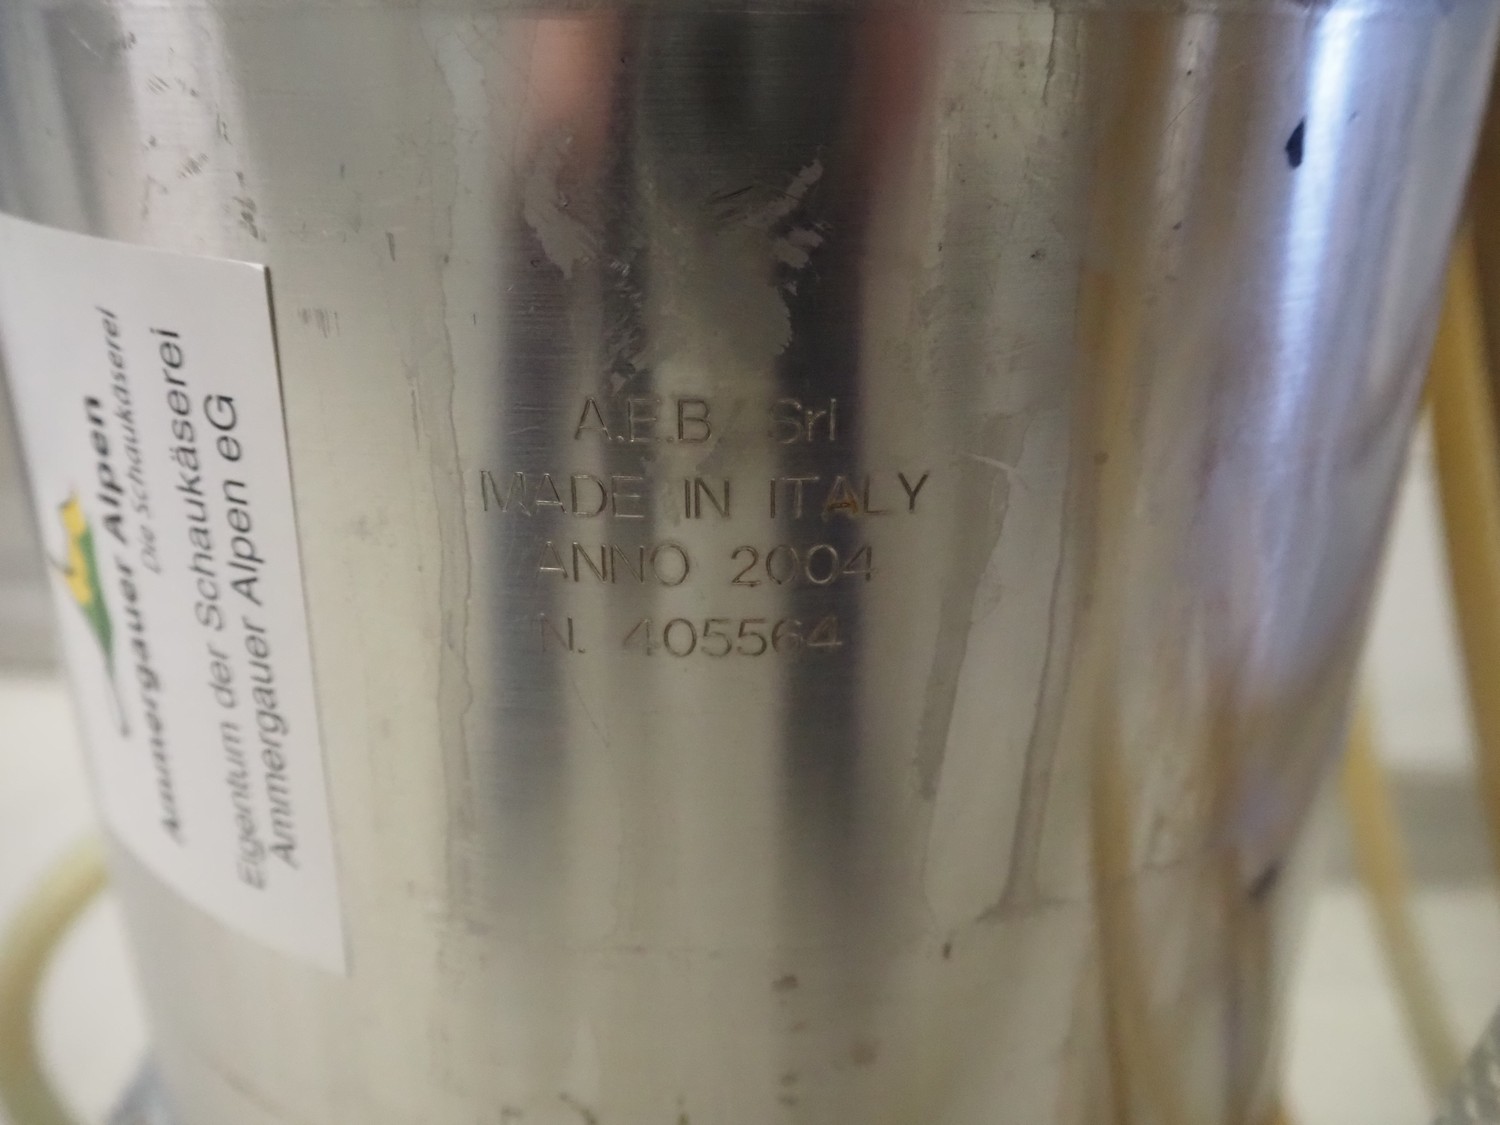 Ammergauer Alpen
Die Schaukäserei
Eigentum der Schaukäserei
Ammergauer Alpen eG
A.E.B. Srl
MADE IN ITALY
ANNO 2004
N. 405564